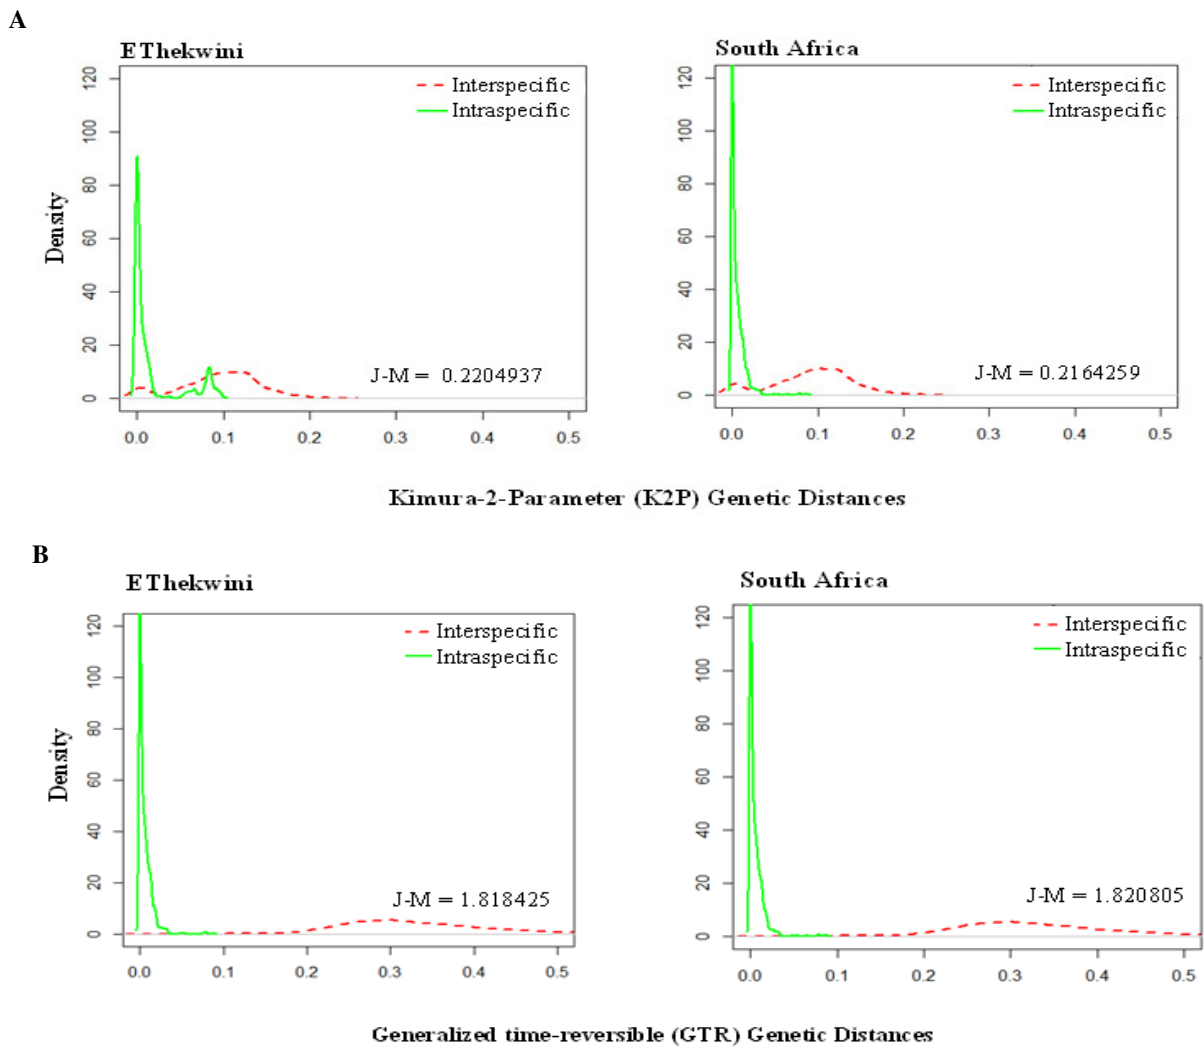 A
EThekwini
South Africa
Interspecific
Intraspecific
Interspecific
Intraspecific
Density
120
100
80
60
40
20
0
120
100
80
60
40
20
0
J-M = 0.2204937
J-M = 0.2164259
0.0 0.1 0.2 0.3 0.4 0.5
0.0 0.1 0.2 0.3 0.4 0.5
Kimura-2-Parameter (K2P) Genetic Distances
B
EThekwini
South Africa
Interspecific
Intraspecific
Interspecific
Intraspecific
Density
120
100
80
60
40
20
0
120
100
80
60
40
20
0
J-M = 1.818425
J-M = 1.820805
0.0 0.1 0.2 0.3 0.4 0.5
0.0 0.1 0.2 0.3 0.4 0.5
Generalized time-reversible (GTR) Genetic Distances